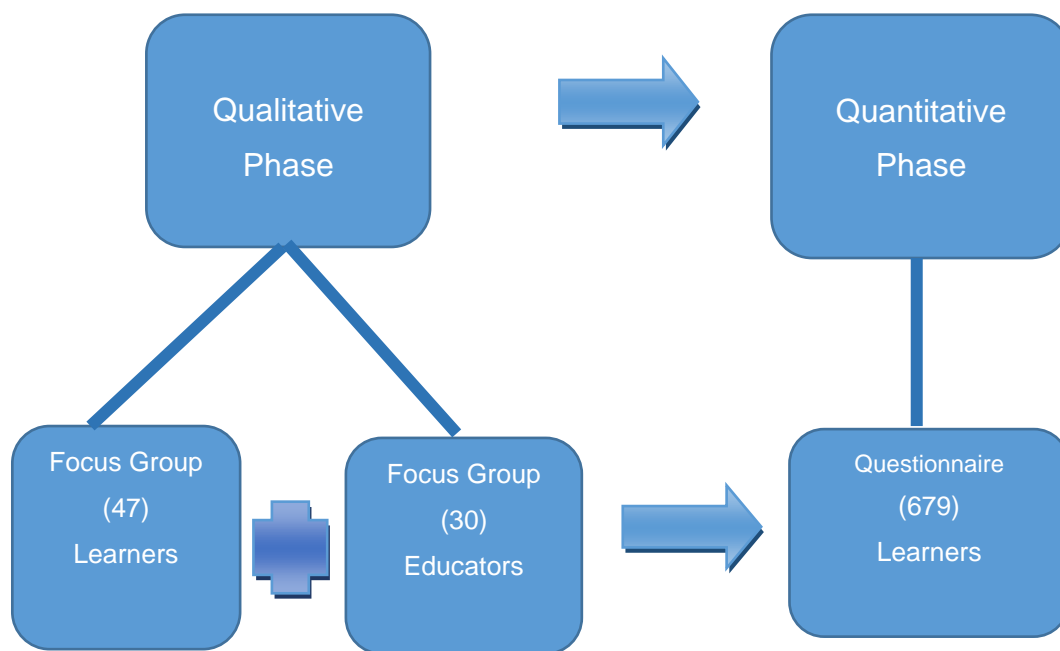 Qualitative
Phase
Quantitative
Phase
Focus Group
(47)
Learners
Focus Group
(30)
Educators
Questionnaire
(679)
Learners